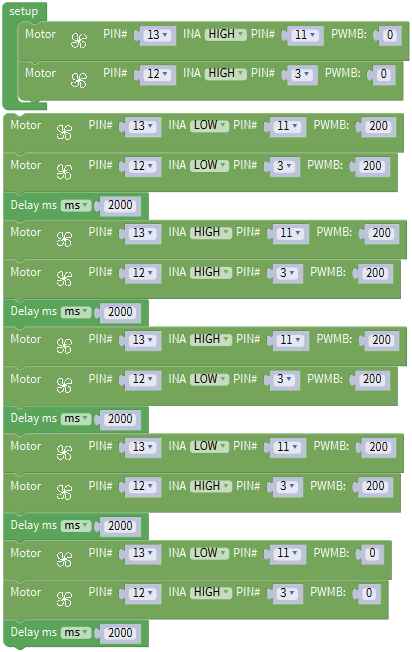 setup
Motor PIN# 13 INA HIGH PIN# 11 PWMB: 0
Motor PIN# 12 INA HIGH PIN# 3 PWMB: 0
Motor PIN# 13 INA LOW PIN# 11 PWMB: 200
Motor PIN# 12 INA LOW PIN# 3 PWMB: 200
Delay ms ms 2000
Motor PIN# 13 INA HIGH PIN# 11 PWMB: 200
Motor PIN# 12 INA HIGH PIN# 3 PWMB: 200
Delay ms ms 2000
Motor PIN# 13 INA HIGH PIN# 11 PWMB: 200
Motor PIN# 12 INA LOW PIN# 3 PWMB: 200
Delay ms ms 2000
Motor PIN# 13 INA LOW PIN# 11 PWMB: 200
Motor PIN# 12 INA HIGH PIN# 3 PWMB: 200
Delay ms ms 2000
Motor PIN# 13 INA LOW PIN# 11 PWMB: 0
Motor PIN# 12 INA HIGH PIN# 3 PWMB: 0
Delay ms ms 2000